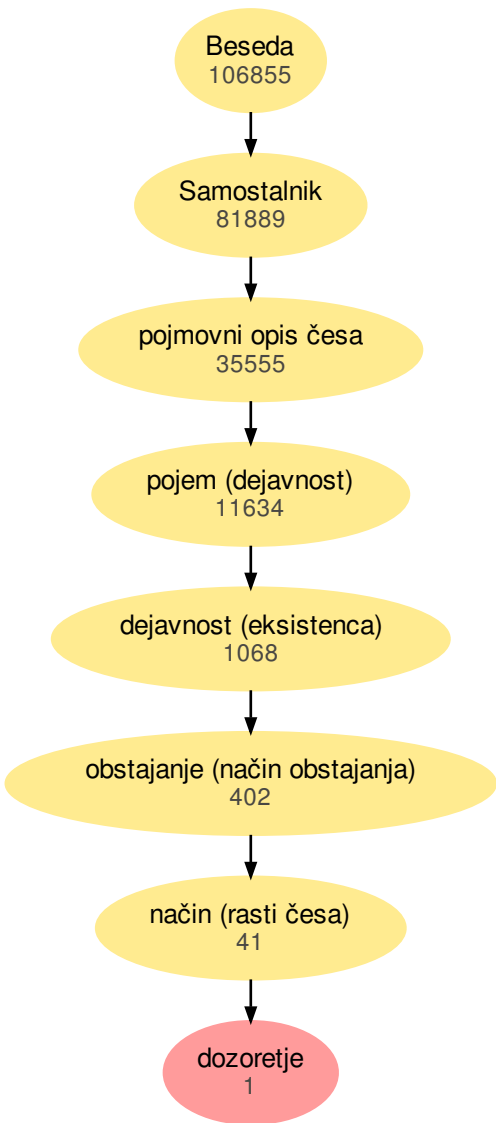 Beseda
106855
Samostalnik
81889
pojmovni opis česa
35555
pojem (dejavnost)
11634
dejavnost (eksistenca)
1068
obstajanje (način obstajanja)
402
način (rasti česa)
41
dozoretje
1